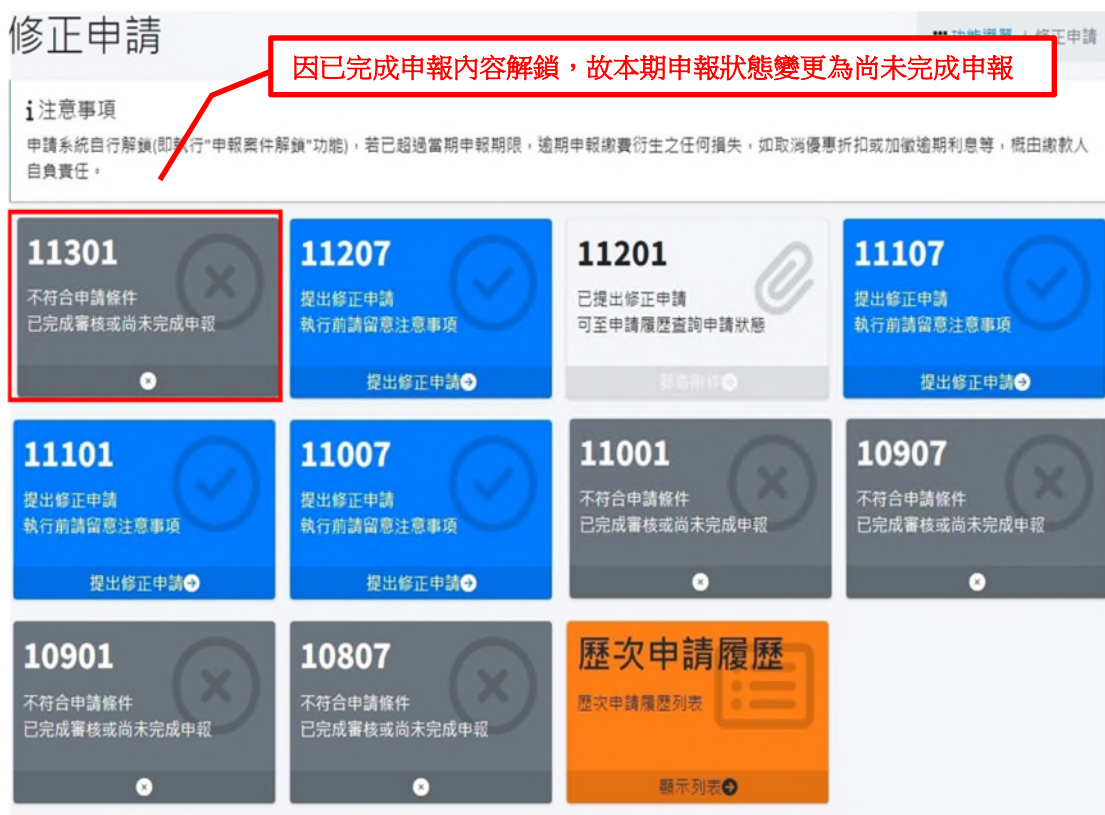 修正申請
功能選單 / 修正申請
因已完成申報內容解鎖，故本期申報狀態變更為尚未完成申報
注意事項
申請系統自行解鎖(即執行"申報案件解鎖"功能)，若已超過當期申報期限，逾期申報繳費衍生之任何損失，如取消優惠折扣或加徵逾期利息等，概由繳款人
自負責任。
11301
不符合申請條件
已完成審核或尚未完成申報
11207
提出修正申請
執行前請留意注意事項
提出修正申請
11201
已提出修正申請
可至申請履歷查詢申請狀態
郵寄附件
11107
提出修正申請
執行前請留意注意事項
提出修正申請
11101
提出修正申請
執行前請留意注意事項
提出修正申請
11007
提出修正申請
執行前請留意注意事項
提出修正申請
11001
不符合申請條件
已完成審核或尚未完成申報
10907
不符合申請條件
已完成審核或尚未完成申報
10901
不符合申請條件
已完成審核或尚未完成申報
10807
不符合申請條件
已完成審核或尚未完成申報
歷次申請履歷
歷次申請履歷列表
顯示列表